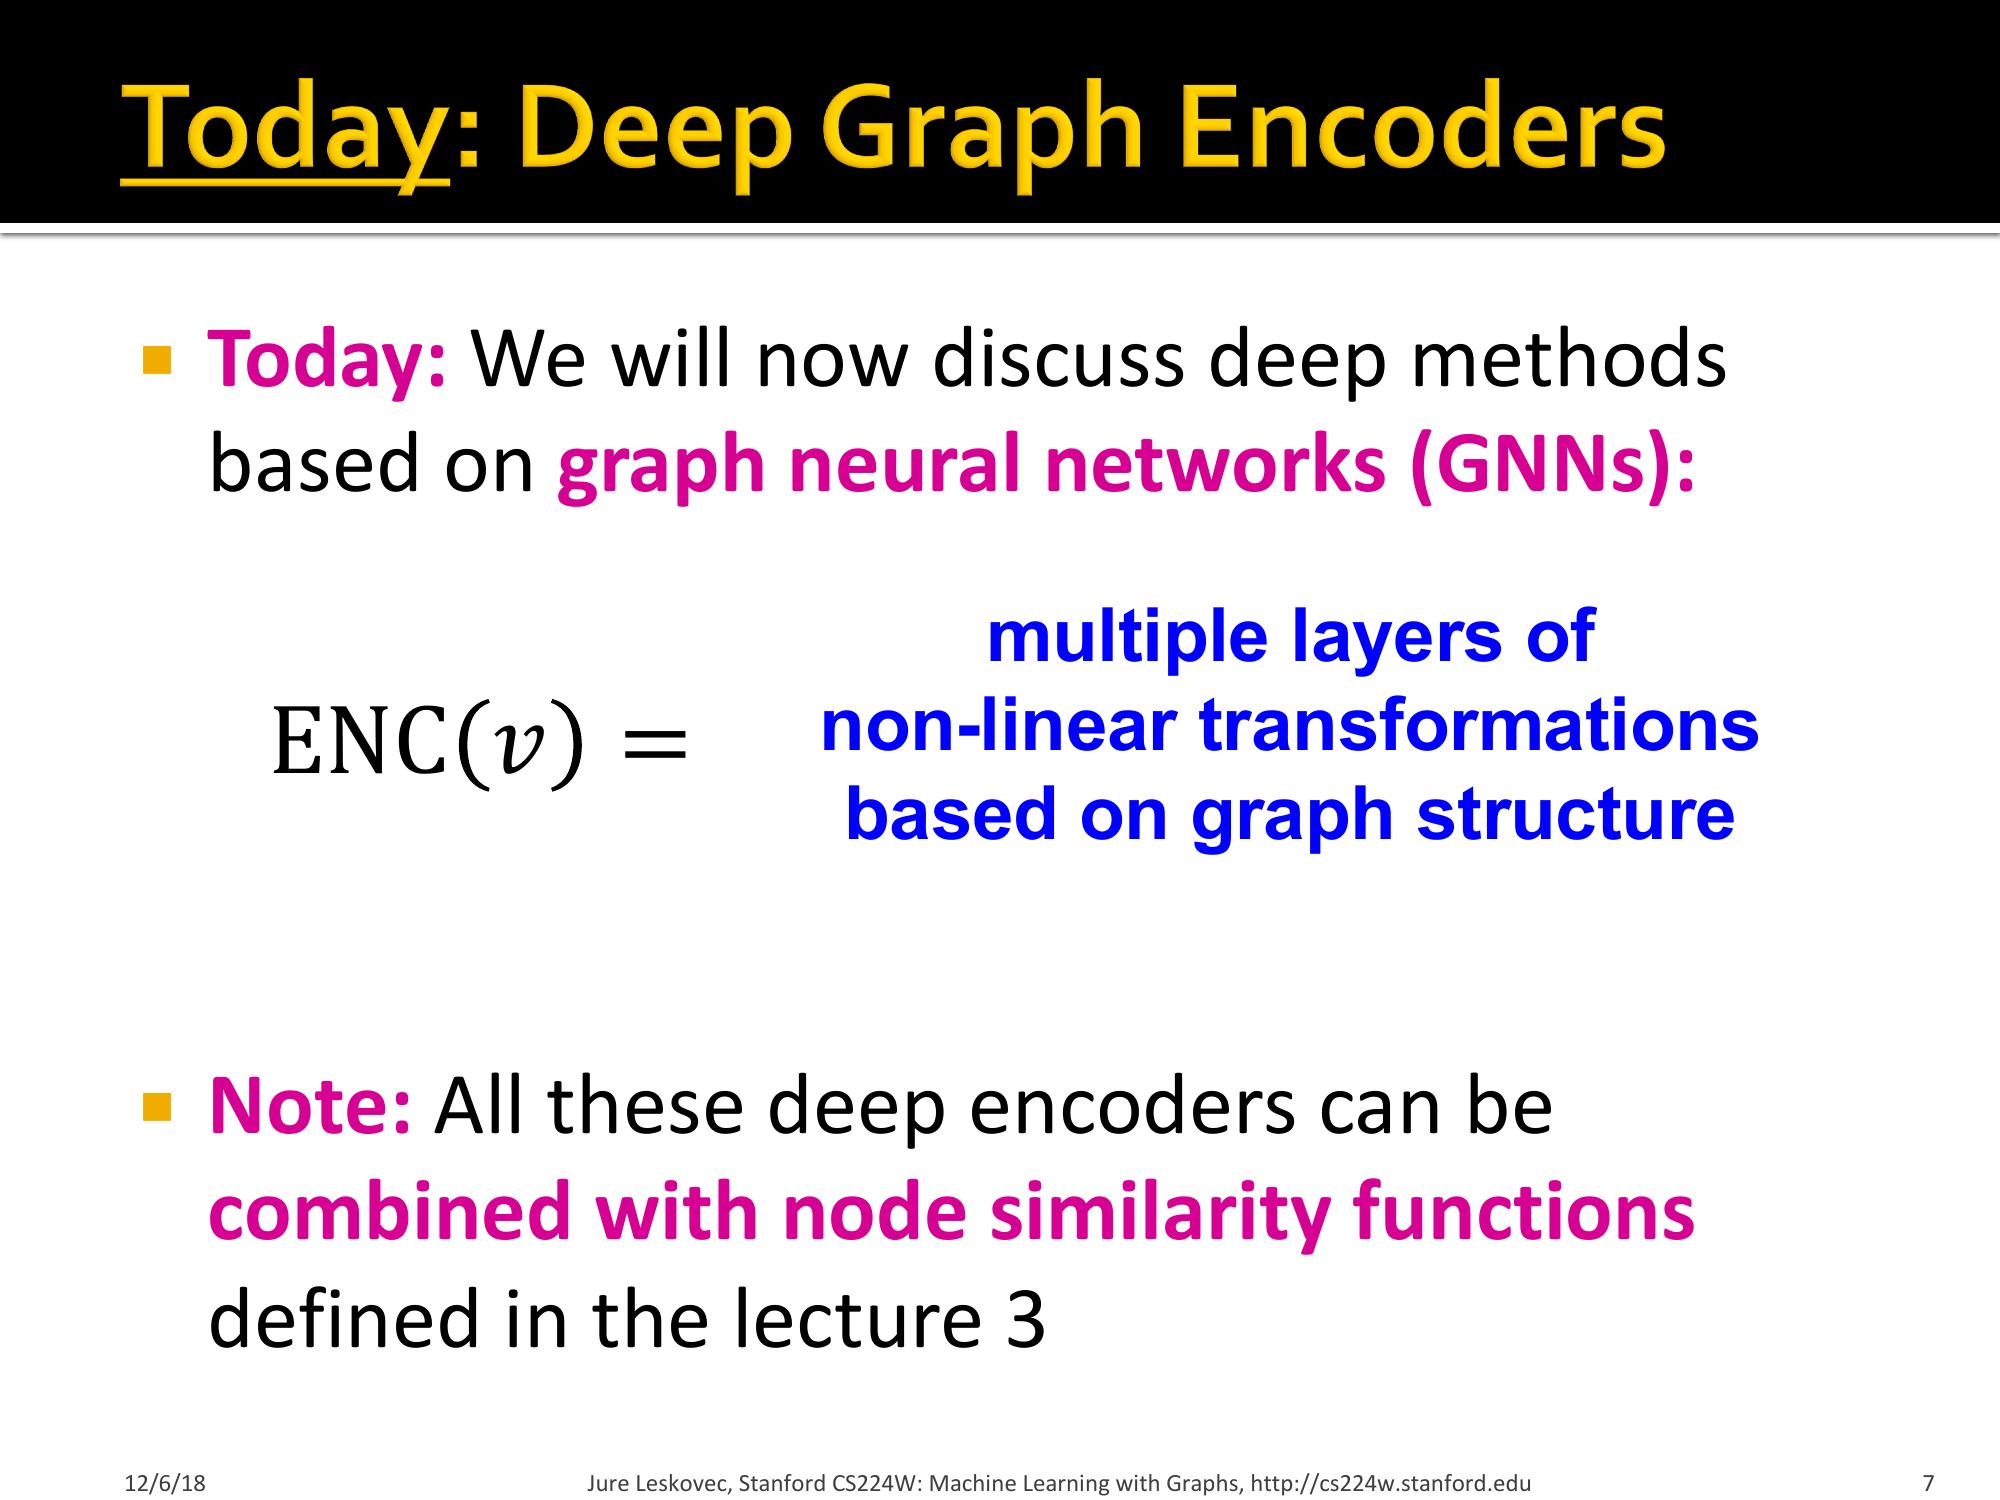 Today: Deep Graph Encoders
Today: We will now discuss deep methods
based on graph neural networks (GNNs):
multiple layers of
ENC(𝑣) =
non-linear transformations
based on graph structure
Note: All these deep encoders can be
combined with node similarity functions
defined in the lecture 3
12/6/18
Jure Leskovec, Stanford CS224W: Machine Learning with Graphs, http://cs224w.stanford.edu
7